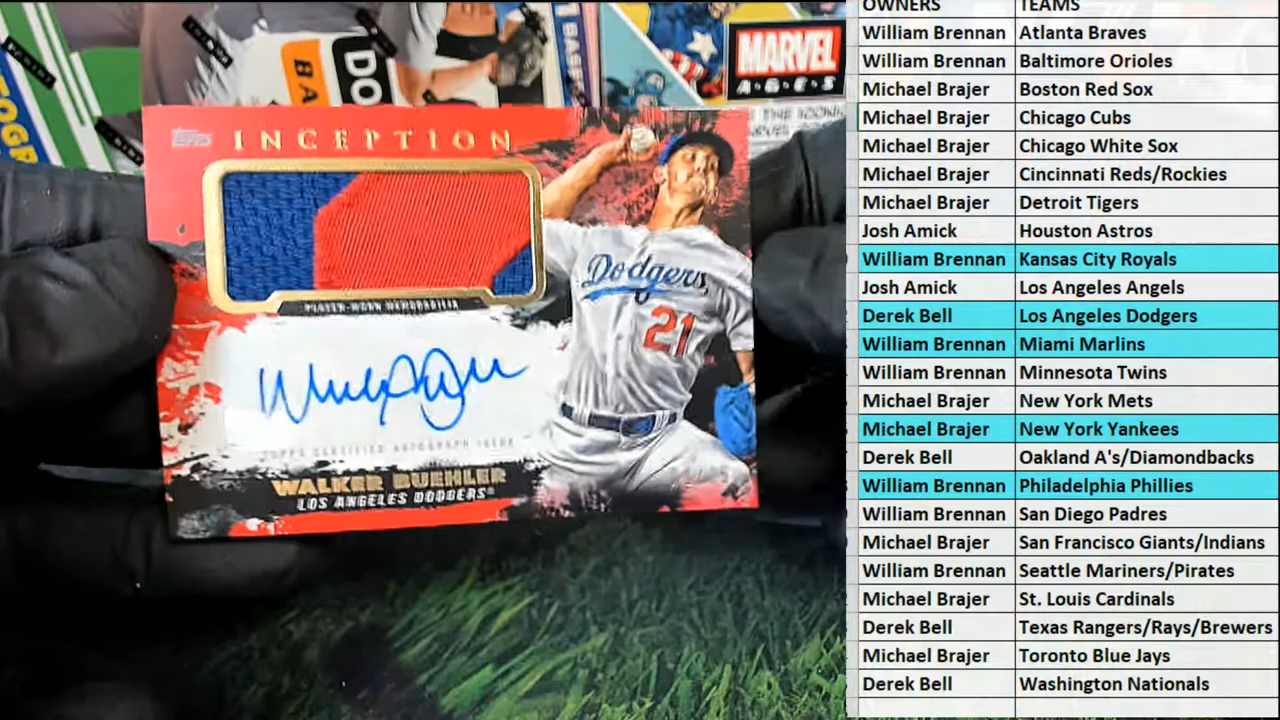 OWNERS TEAMS
William Brennan Atlanta Braves
William Brennan Baltimore Orioles
Michael Brajer Boston Red Sox
Michael Brajer Chicago Cubs
Michael Brajer Chicago White Sox
Michael Brajer Cincinnati Reds/Rockies
Michael Brajer Detroit Tigers
Josh Amick Houston Astros
William Brennan Kansas City Royals
Josh Amick Los Angeles Angels
Derek Bell Los Angeles Dodgers
William Brennan Miami Marlins
William Brennan Minnesota Twins
Michael Brajer New York Mets
Michael Brajer New York Yankees
Derek Bell Oakland A's/Diamondbacks
William Brennan Philadelphia Phillies
William Brennan San Diego Padres
Michael Brajer San Francisco Giants/Indians
William Brennan Seattle Mariners/Pirates
Michael Brajer St. Louis Cardinals
Derek Bell Texas Rangers/Rays/Brewers
Michael Brajer Toronto Blue Jays
Derek Bell Washington Nationals
MARVEL
AGES
DO
BA
TOPPS INCEPTION
PLAYER-WORN MEMORABILIA
Dodgers
21
TOPPS CERTIFIED AUTOGRAPH ISSUE
WALKER BUEHLER
LOS ANGELES DODGERS®